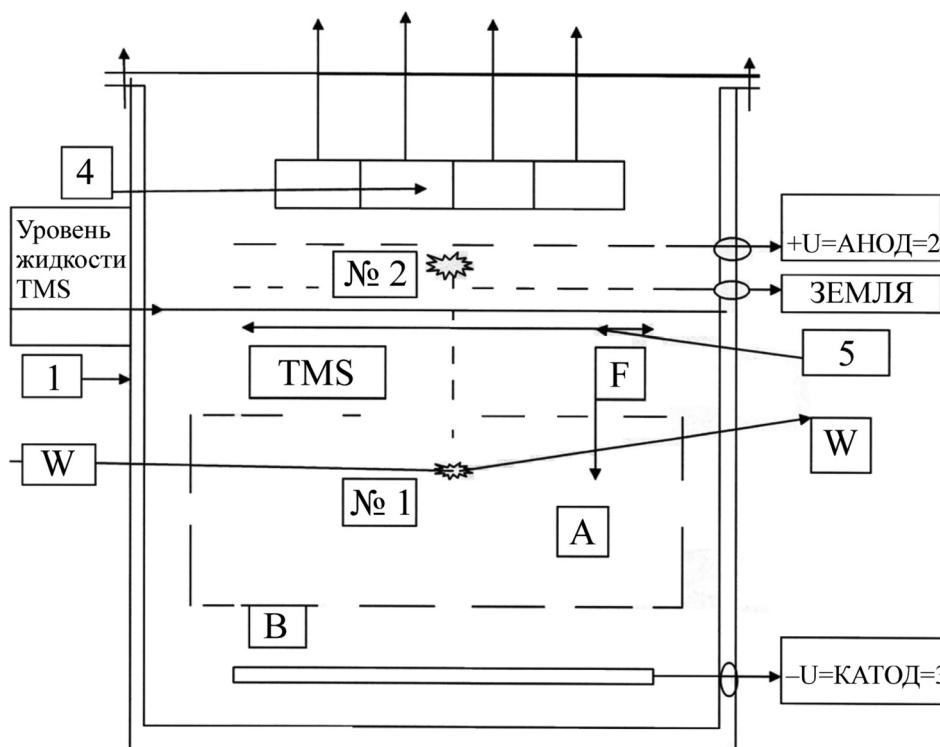 4
Уровень
жидкости
TMS
№ 2
+U=АНОД=2
ЗЕМЛЯ
1
TMS
F
5
W
W
№ 1
A
B
–U=КАТОД=3